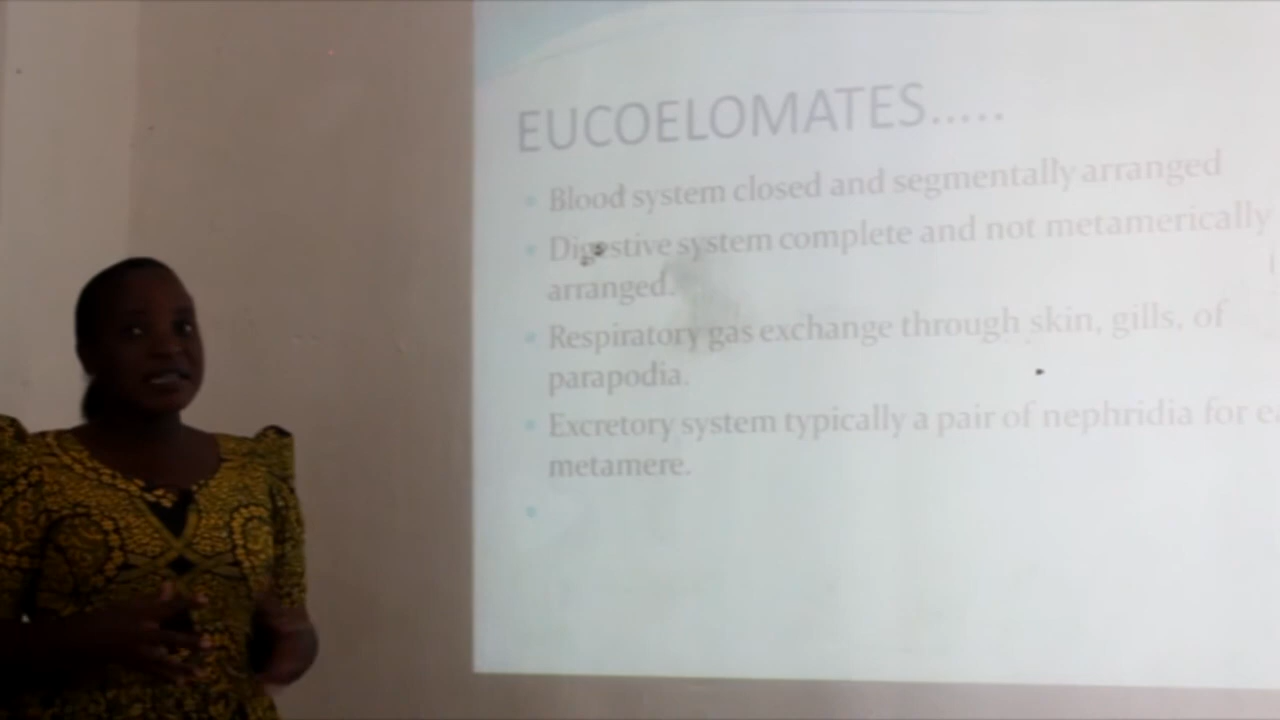 EUCOELOMATES.....
• Blood system closed and segmentally arranged
• Digestive system complete and not metamerically
arranged.
• Respiratory gas exchange through skin, gills, of
parapodia.
• Excretory system typically a pair of nephridia for
metamere.
•